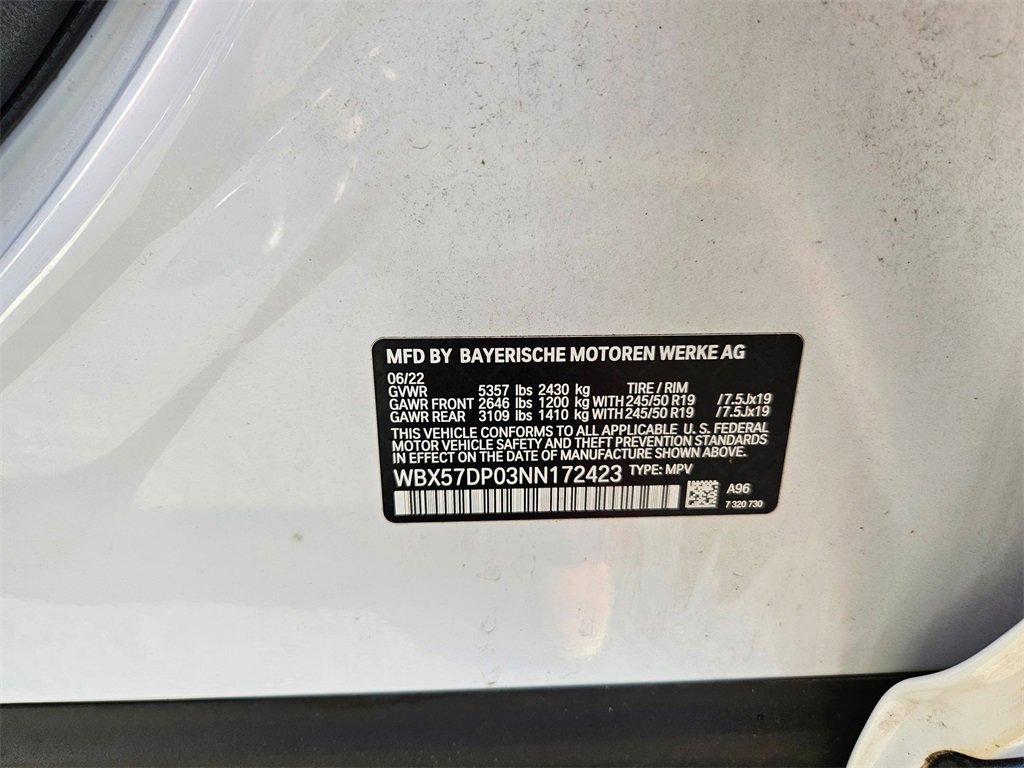 MFD BY BAYERISCHE MOTOREN WERKE AG
06/22
GVWR 5357 lbs 2430 kg TIRE / RIM
GAWR FRONT 2646 lbs 1200 kg WITH 245/50 R19 /7.5Jx19
GAWR REAR 3109 lbs 1410 kg WITH 245/50 R19 /7.5Jx19
THIS VEHICLE CONFORMS TO ALL APPLICABLE U. S. FEDERAL
MOTOR VEHICLE SAFETY AND THEFT PREVENTION STANDARDS
IN EFFECT ON THE DATE OF MANUFACTURE SHOWN ABOVE.
WBX57DP03NN172423 TYPE: MPV
A96
7 320 730